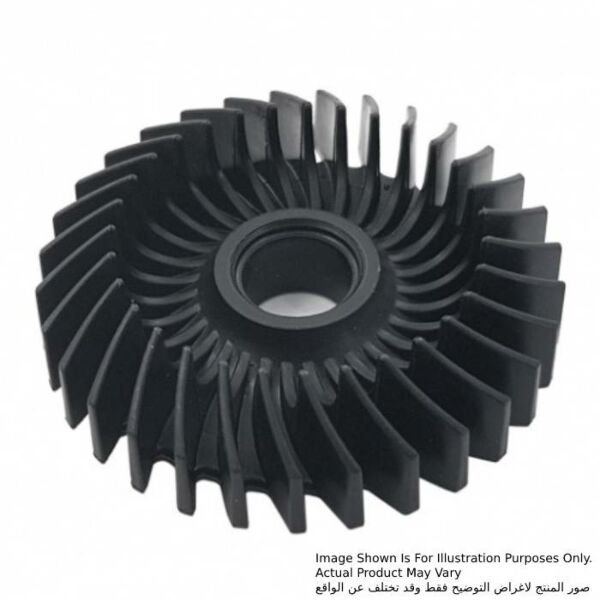 Image Shown Is For Illustration Purposes Only.
Actual Product May Vary
صور المنتج لاغراض التوضيح فقط وقد تختلف عن الواقع